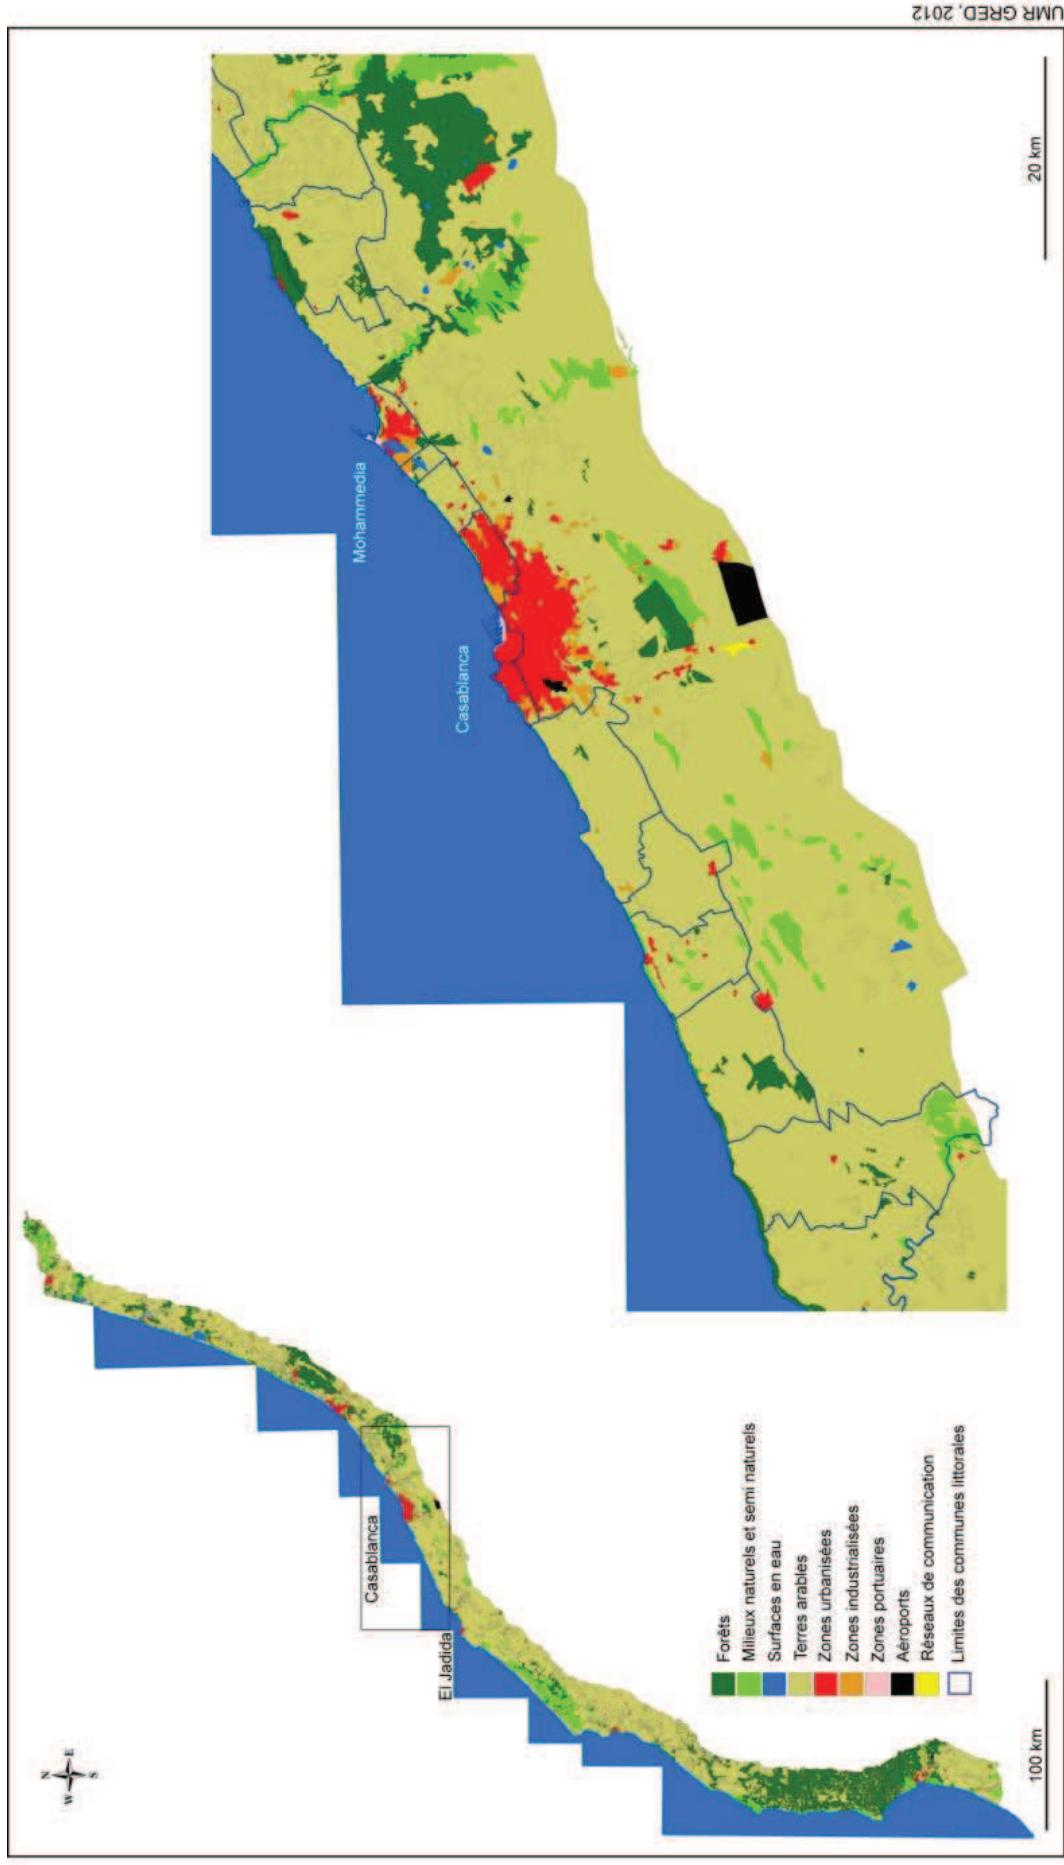 UMR GRED, 2012
Mohammedia
Casablanca
20 km
N
W
E
S
Casablanca
El Jadida
Forêts
Milieux naturels et semi naturels
Surfaces en eau
Terres arables
Zones urbanisées
Zones industrialisées
Zones portuaires
Aéroports
Réseaux de communication
Limites des communes littorales
100 km